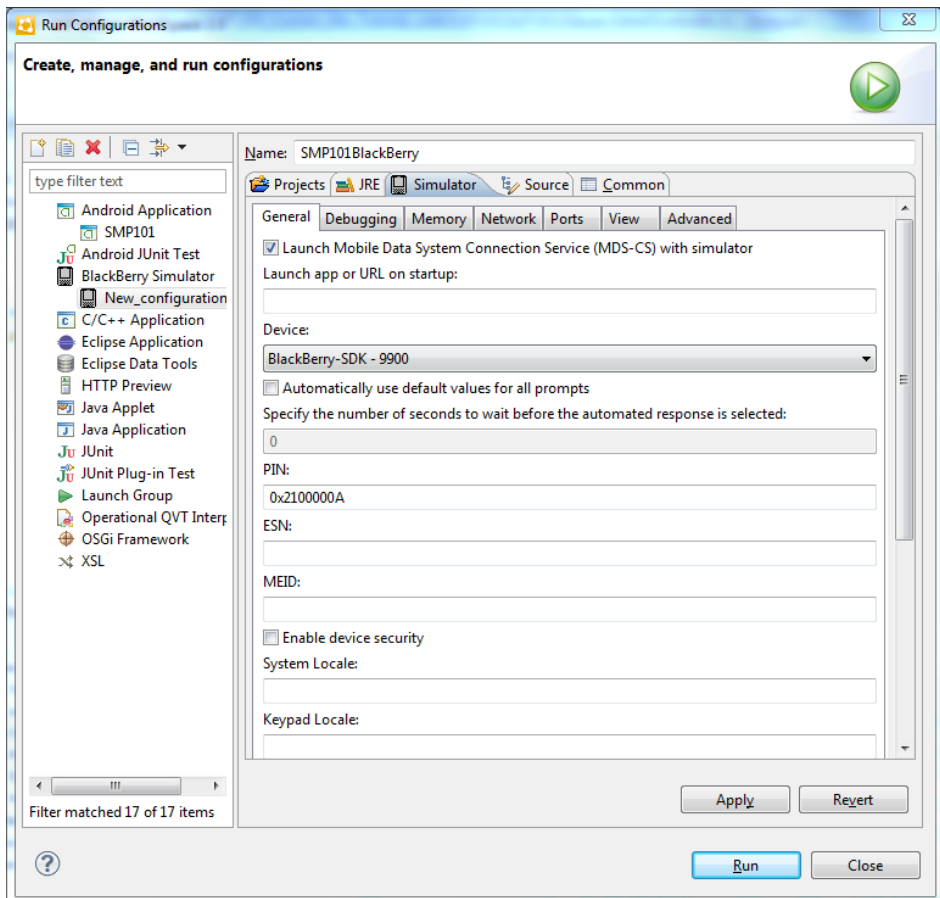 Run Configurations
Create, manage, and run configurations
type filter text
Android Application
SMP101
Android JUnit Test
BlackBerry Simulator
New_configuration
C/C++ Application
Eclipse Application
Eclipse Data Tools
HTTP Preview
Java Applet
Java Application
JUnit
JUnit Plug-in Test
Launch Group
Operational QVT Interp
OSGi Framework
XSL
Filter matched 17 of 17 items
Name: SMP101BlackBerry
Projects JRE Simulator Source Common
General Debugging Memory Network Ports View Advanced
Launch Mobile Data System Connection Service (MDS-CS) with simulator
Launch app or URL on startup:
Device:
BlackBerry-SDK - 9900
Automatically use default values for all prompts
Specify the number of seconds to wait before the automated response is selected:
0
PIN:
0x2100000A
ESN:
MEID:
Enable device security
System Locale:
Keypad Locale:
Apply Revert
Run Close